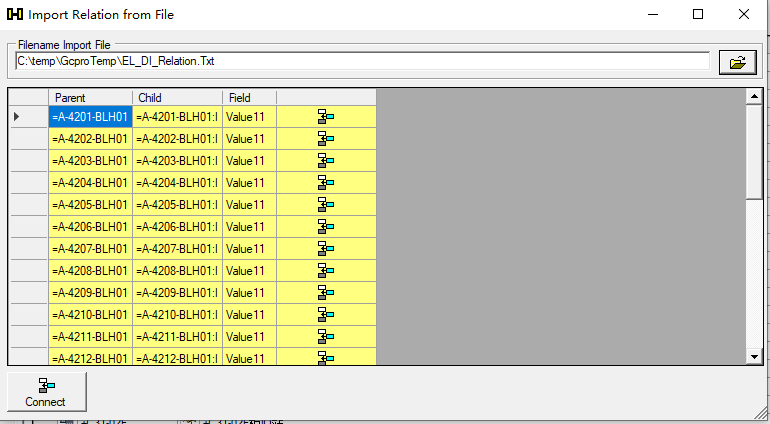 Import Relation from File
Filename Import File
C:\temp\GcproTemp\EL_DI_Relation.Txt
Parent Child Field
=A-4201-BLH01 =A-4201-BLH01:I Value11
=A-4202-BLH01 =A-4202-BLH01:I Value11
=A-4203-BLH01 =A-4203-BLH01:I Value11
=A-4204-BLH01 =A-4204-BLH01:I Value11
=A-4205-BLH01 =A-4205-BLH01:I Value11
=A-4206-BLH01 =A-4206-BLH01:I Value11
=A-4207-BLH01 =A-4207-BLH01:I Value11
=A-4208-BLH01 =A-4208-BLH01:I Value11
=A-4209-BLH01 =A-4209-BLH01:I Value11
=A-4210-BLH01 =A-4210-BLH01:I Value11
=A-4211-BLH01 =A-4211-BLH01:I Value11
=A-4212-BLH01 =A-4212-BLH01:I Value11
Connect